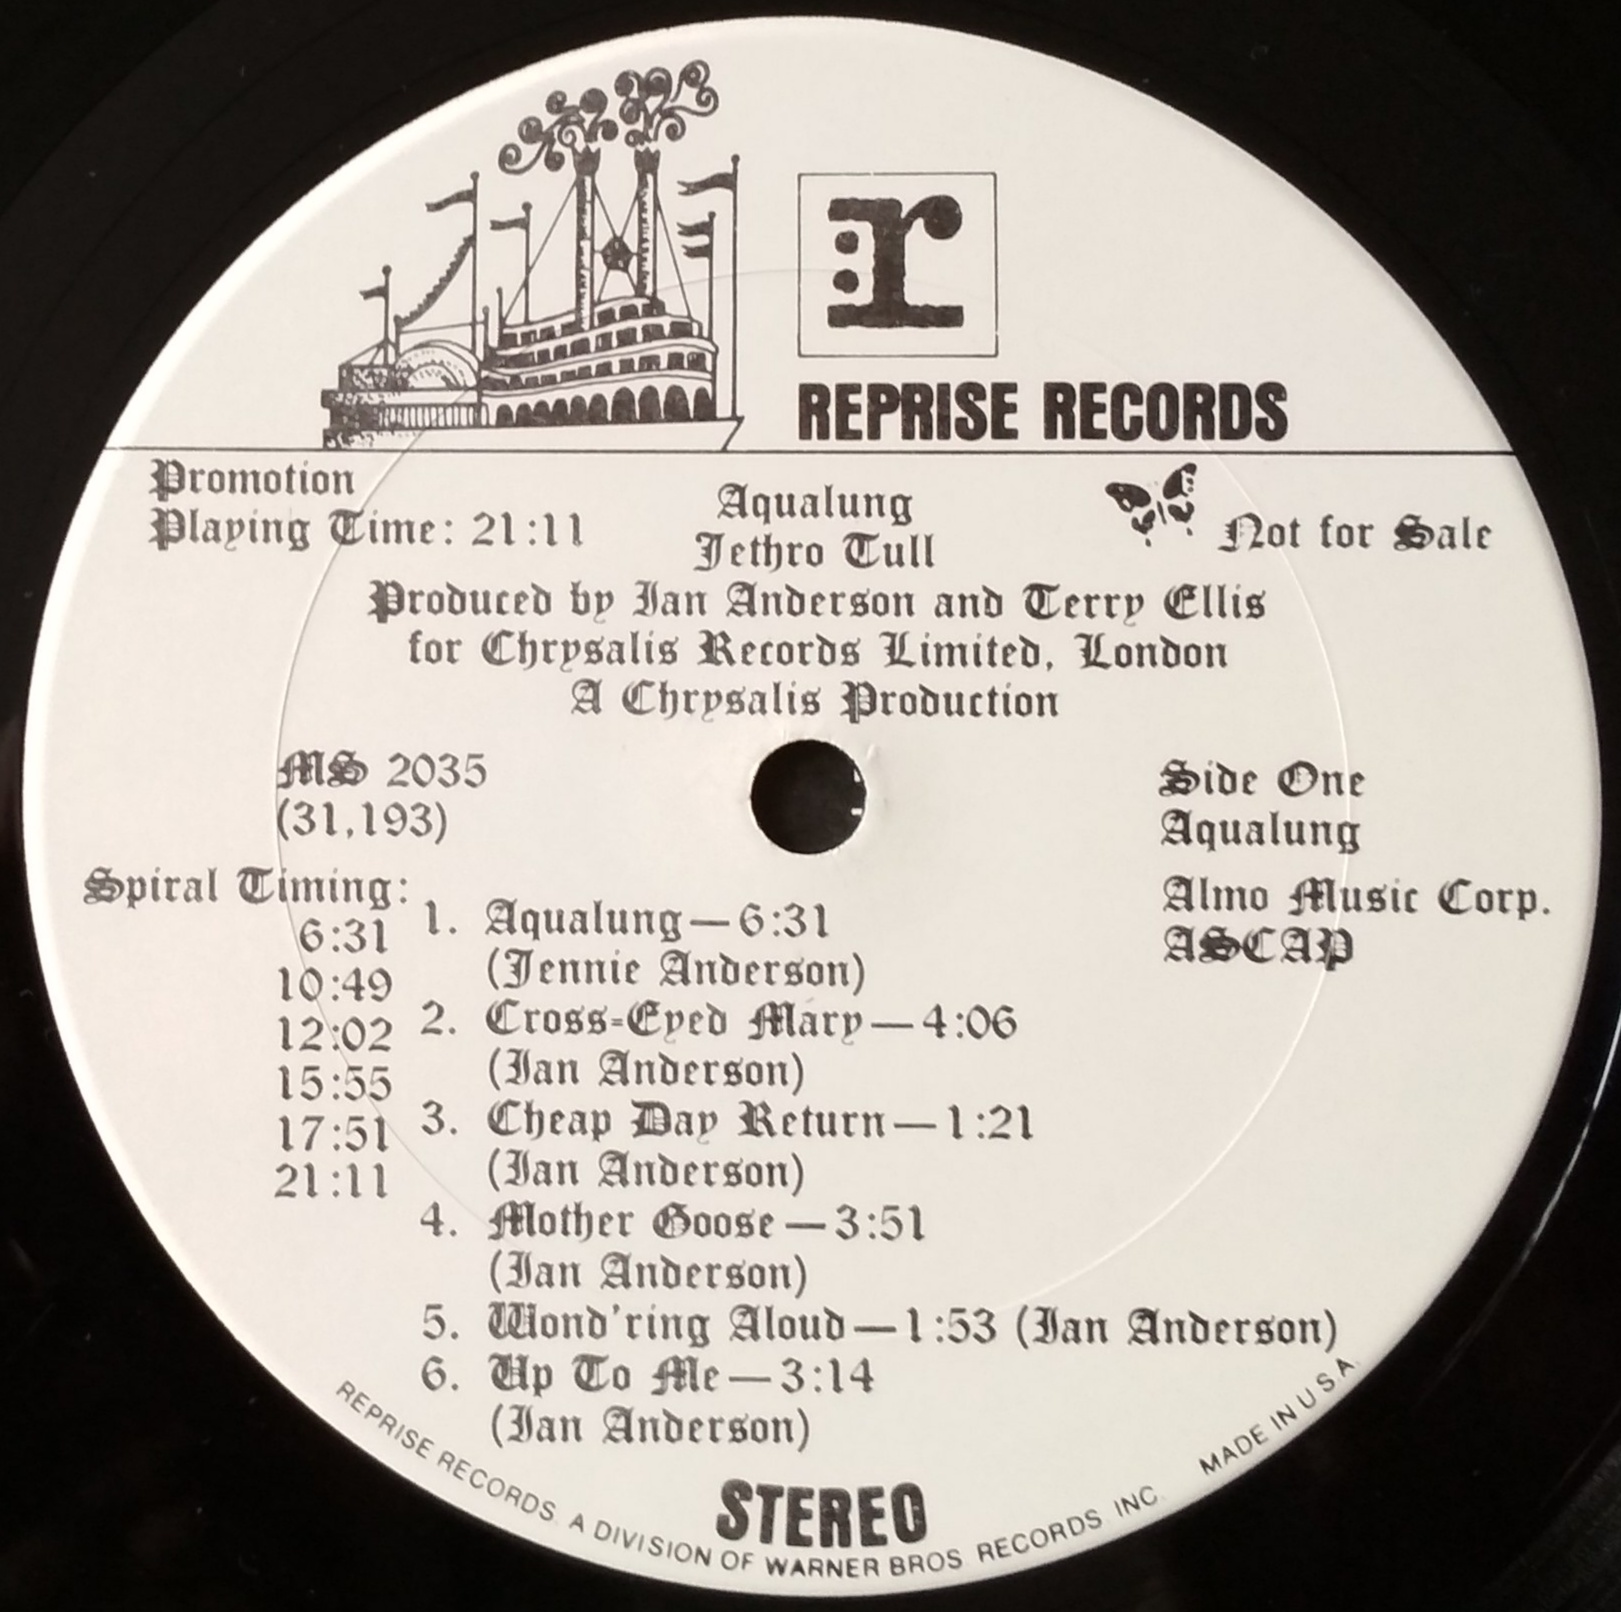 r:
REPRISE RECORDS
Promotion
Playing Time: 21:11
Aqualung
Jethro Tull
Not for Sale
Produced by Ian Anderson and Terry Ellis
for Chrysalis Records Limited, London
A Chrysalis Production
MS 2035
(31,193)
Side One
Aqualung
Almo Music Corp.
ASCAP
Spiral Timing:
6:31
10:49
12:02
15:55
17:51
21:11
1. Aqualung—6:31
(Jennie Anderson)
2. Cross-Eyed Mary—4:06
(Ian Anderson)
3. Cheap Day Return—1:21
(Ian Anderson)
4. Mother Goose—3:51
(Ian Anderson)
5. Wond'ring Aloud—1:53 (Ian Anderson)
6. Up To Me—3:14
(Ian Anderson)
STEREO
REPRISE RECORDS, A DIVISION OF WARNER BROS. RECORDS INC. MADE IN U.S.A.